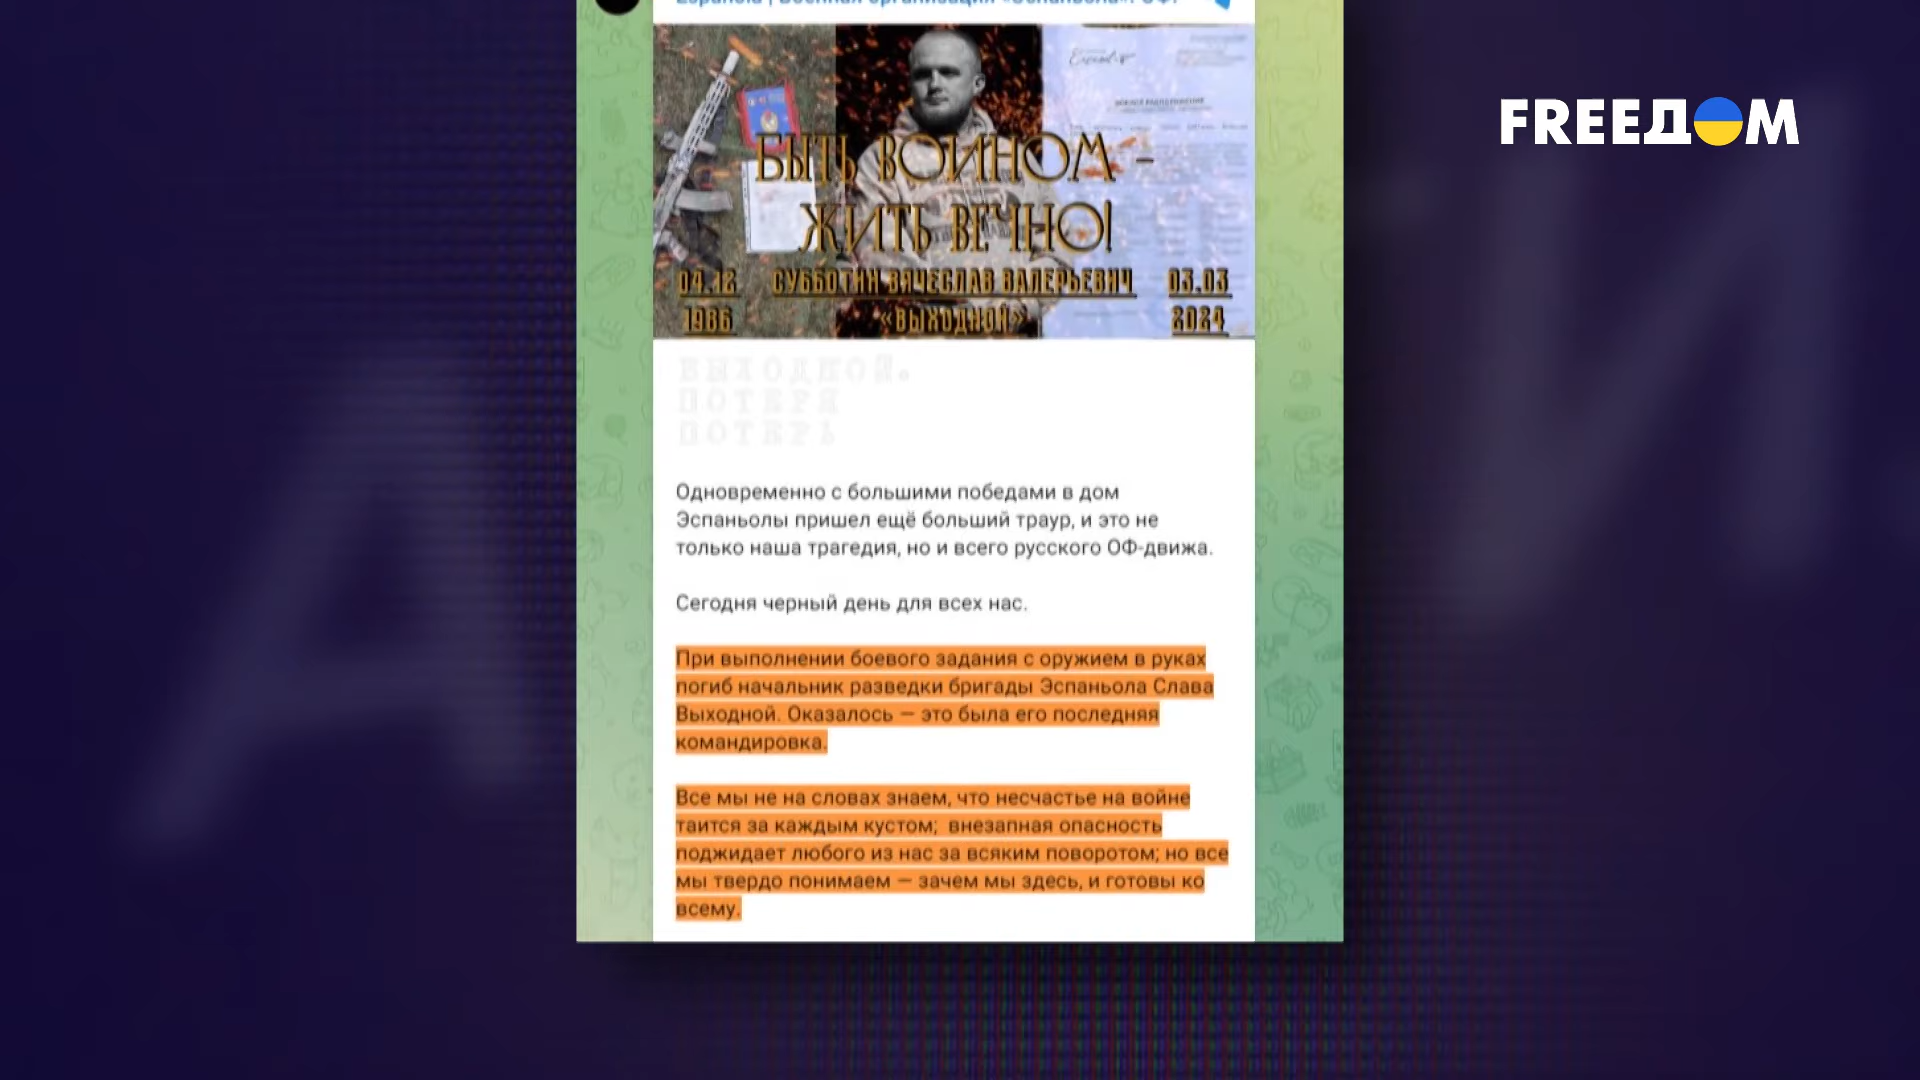 FREEДOM
БЫТЬ ВОИНОМ -
ЖИТЬ ВЕЧНО!
04.12 СУББОТИН ВЯЧЕСЛАВ ВАЛЕРЬЕВИЧ 03.03
1986 «ВЫХОДНОЙ» 2024
ВЫХОДНОЙ.
ПОТЕРЯ
ПОТЕРЬ
Одновременно с большими победами в дом
Эспаньолы пришел ещё больший траур, и это не
только наша трагедия, но и всего русского ОФ-движа.
Сегодня черный день для всех нас.
При выполнении боевого задания с оружием в руках
погиб начальник разведки бригады Эспаньола Слава
Выходной. Оказалось — это была его последняя
командировка.
Все мы не на словах знаем, что несчастье на войне
таится за каждым кустом; внезапная опасность
поджидает любого из нас за всяким поворотом; но все
мы твердо понимаем — зачем мы здесь, и готовы ко
всему.